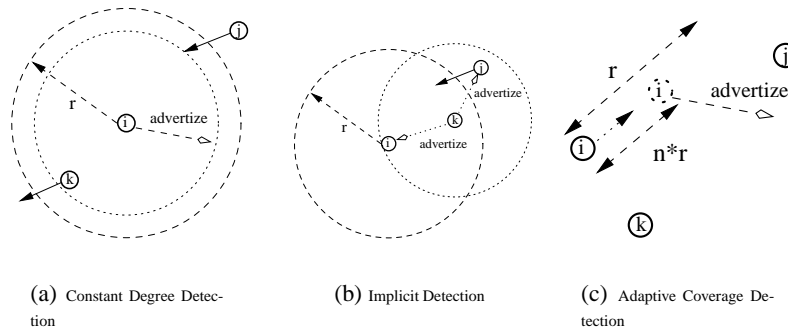 j
r
i
advertize
k
j
advertize
r
k
i
advertize
r
j
i
advertize
i
n*r
k
(a) Constant Degree Detec-
tion
(b) Implicit Detection
(c) Adaptive Coverage De-
tection